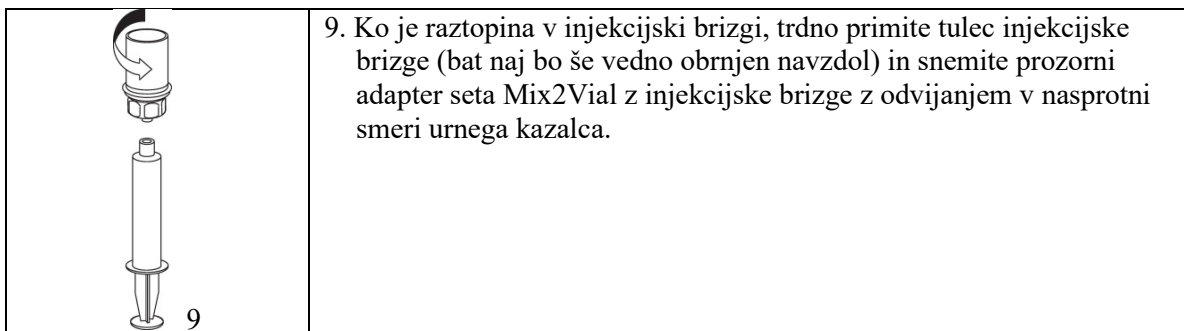 9. Ko je raztopina v injekcijski brizgi, trdno primite tulec injekcijske
brizge (bat naj bo še vedno obrnjen navzdol) in snemite prozorni
adapter seta Mix2Vial z injekcijske brizge z odvijanjem v nasprotni
smeri urnega kazalca.
9